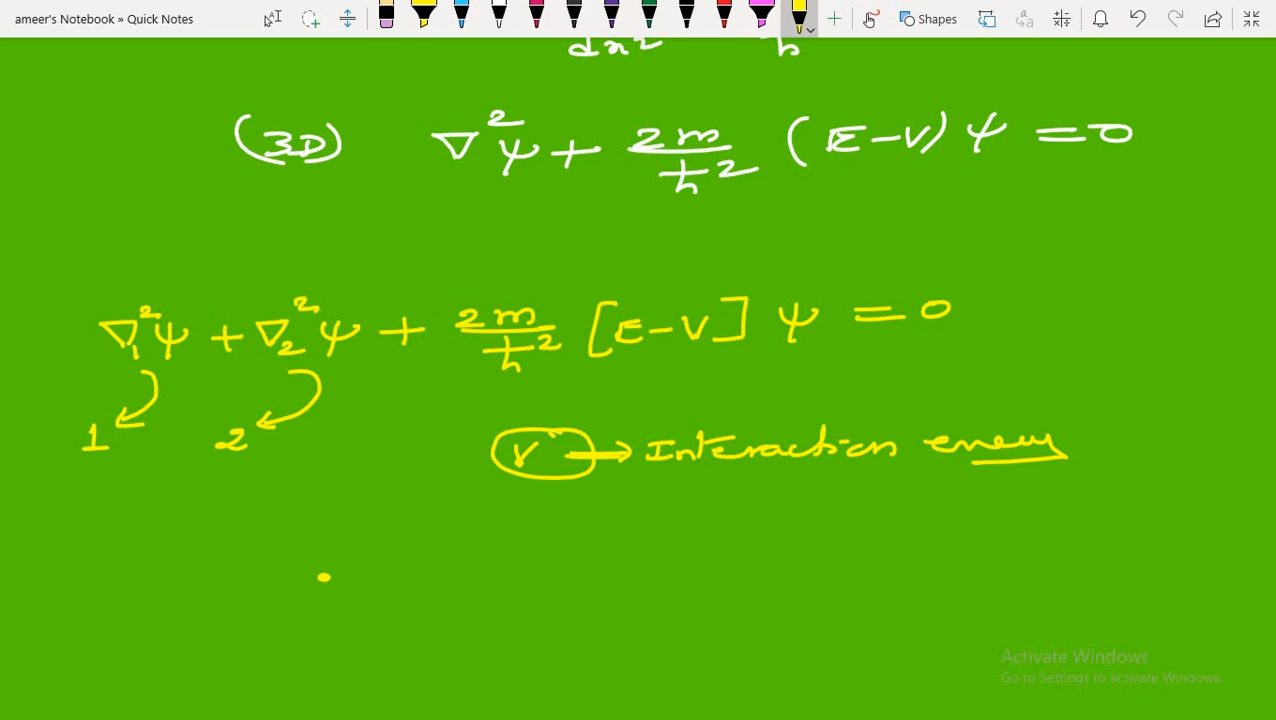 ameer's Notebook » Quick Notes
Shapes
dx² ħ
(3D) ∇²ψ + 2m/ħ² (E-V) ψ = 0
∇₁²ψ + ∇₂²ψ + 2m/ħ² [E-V] ψ = 0
1 2
V → Interaction energy
Activate Windows
Go to Settings to activate Windows.